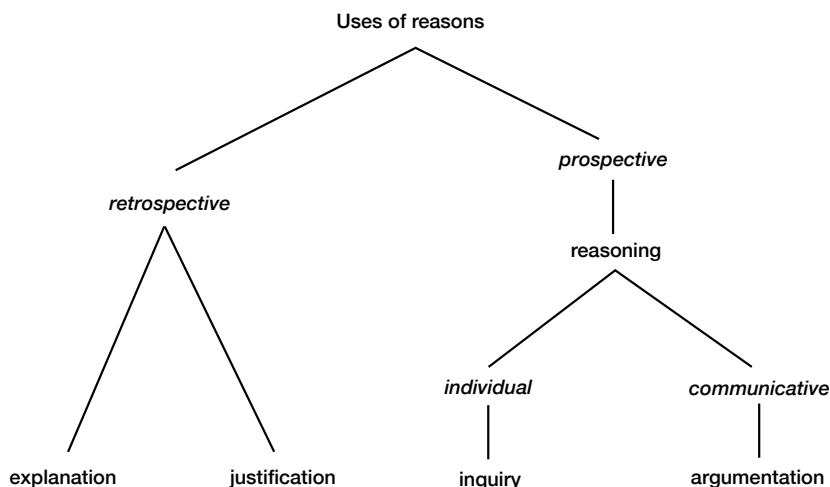 Uses of reasons
prospective
retrospective
reasoning
individual
communicative
explanation
justification
inquiry
argumentation